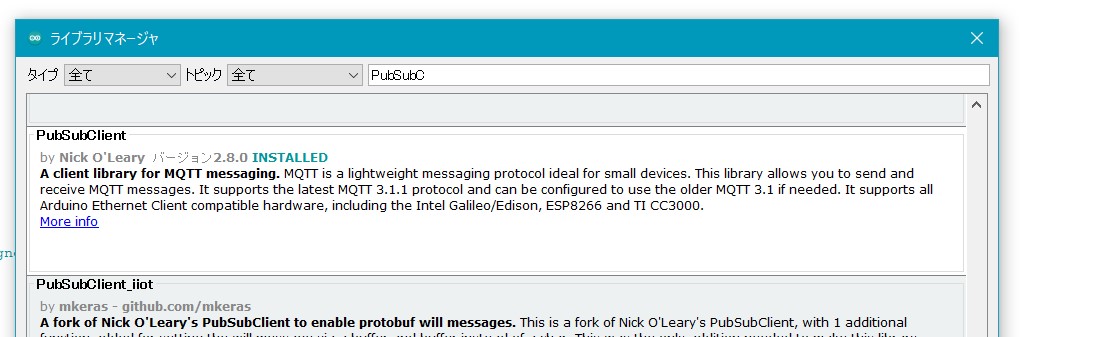 ライブラリマネージャ
タイプ 全て トピック 全て PubSubC
PubSubClient
by Nick O'Leary バージョン2.8.0 INSTALLED
A client library for MQTT messaging. MQTT is a lightweight messaging protocol ideal for small devices. This library allows you to send and
receive MQTT messages. It supports the latest MQTT 3.1.1 protocol and can be configured to use the older MQTT 3.1 if needed. It supports all
Arduino Ethernet Client compatible hardware, including the Intel Galileo/Edison, ESP8266 and TI CC3000.
More info
PubSubClient_iiot
by mkeras - github.com/mkeras
A fork of Nick O'Leary's PubSubClient to enable protobuf will messages. This is a fork of Nick O'Leary's PubSubClient, with 1 additional